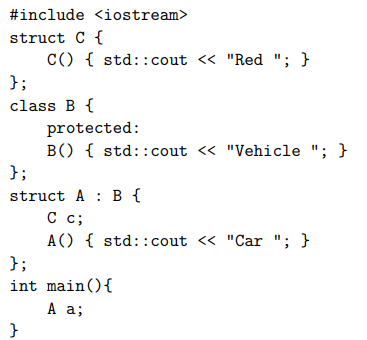 #include <iostream>
struct C {
    C() { std::cout << "Red "; }
};
class B {
    protected:
    B() { std::cout << "Vehicle "; }
};
struct A : B {
    C c;
    A() { std::cout << "Car "; }
};
int main(){
    A a;
}